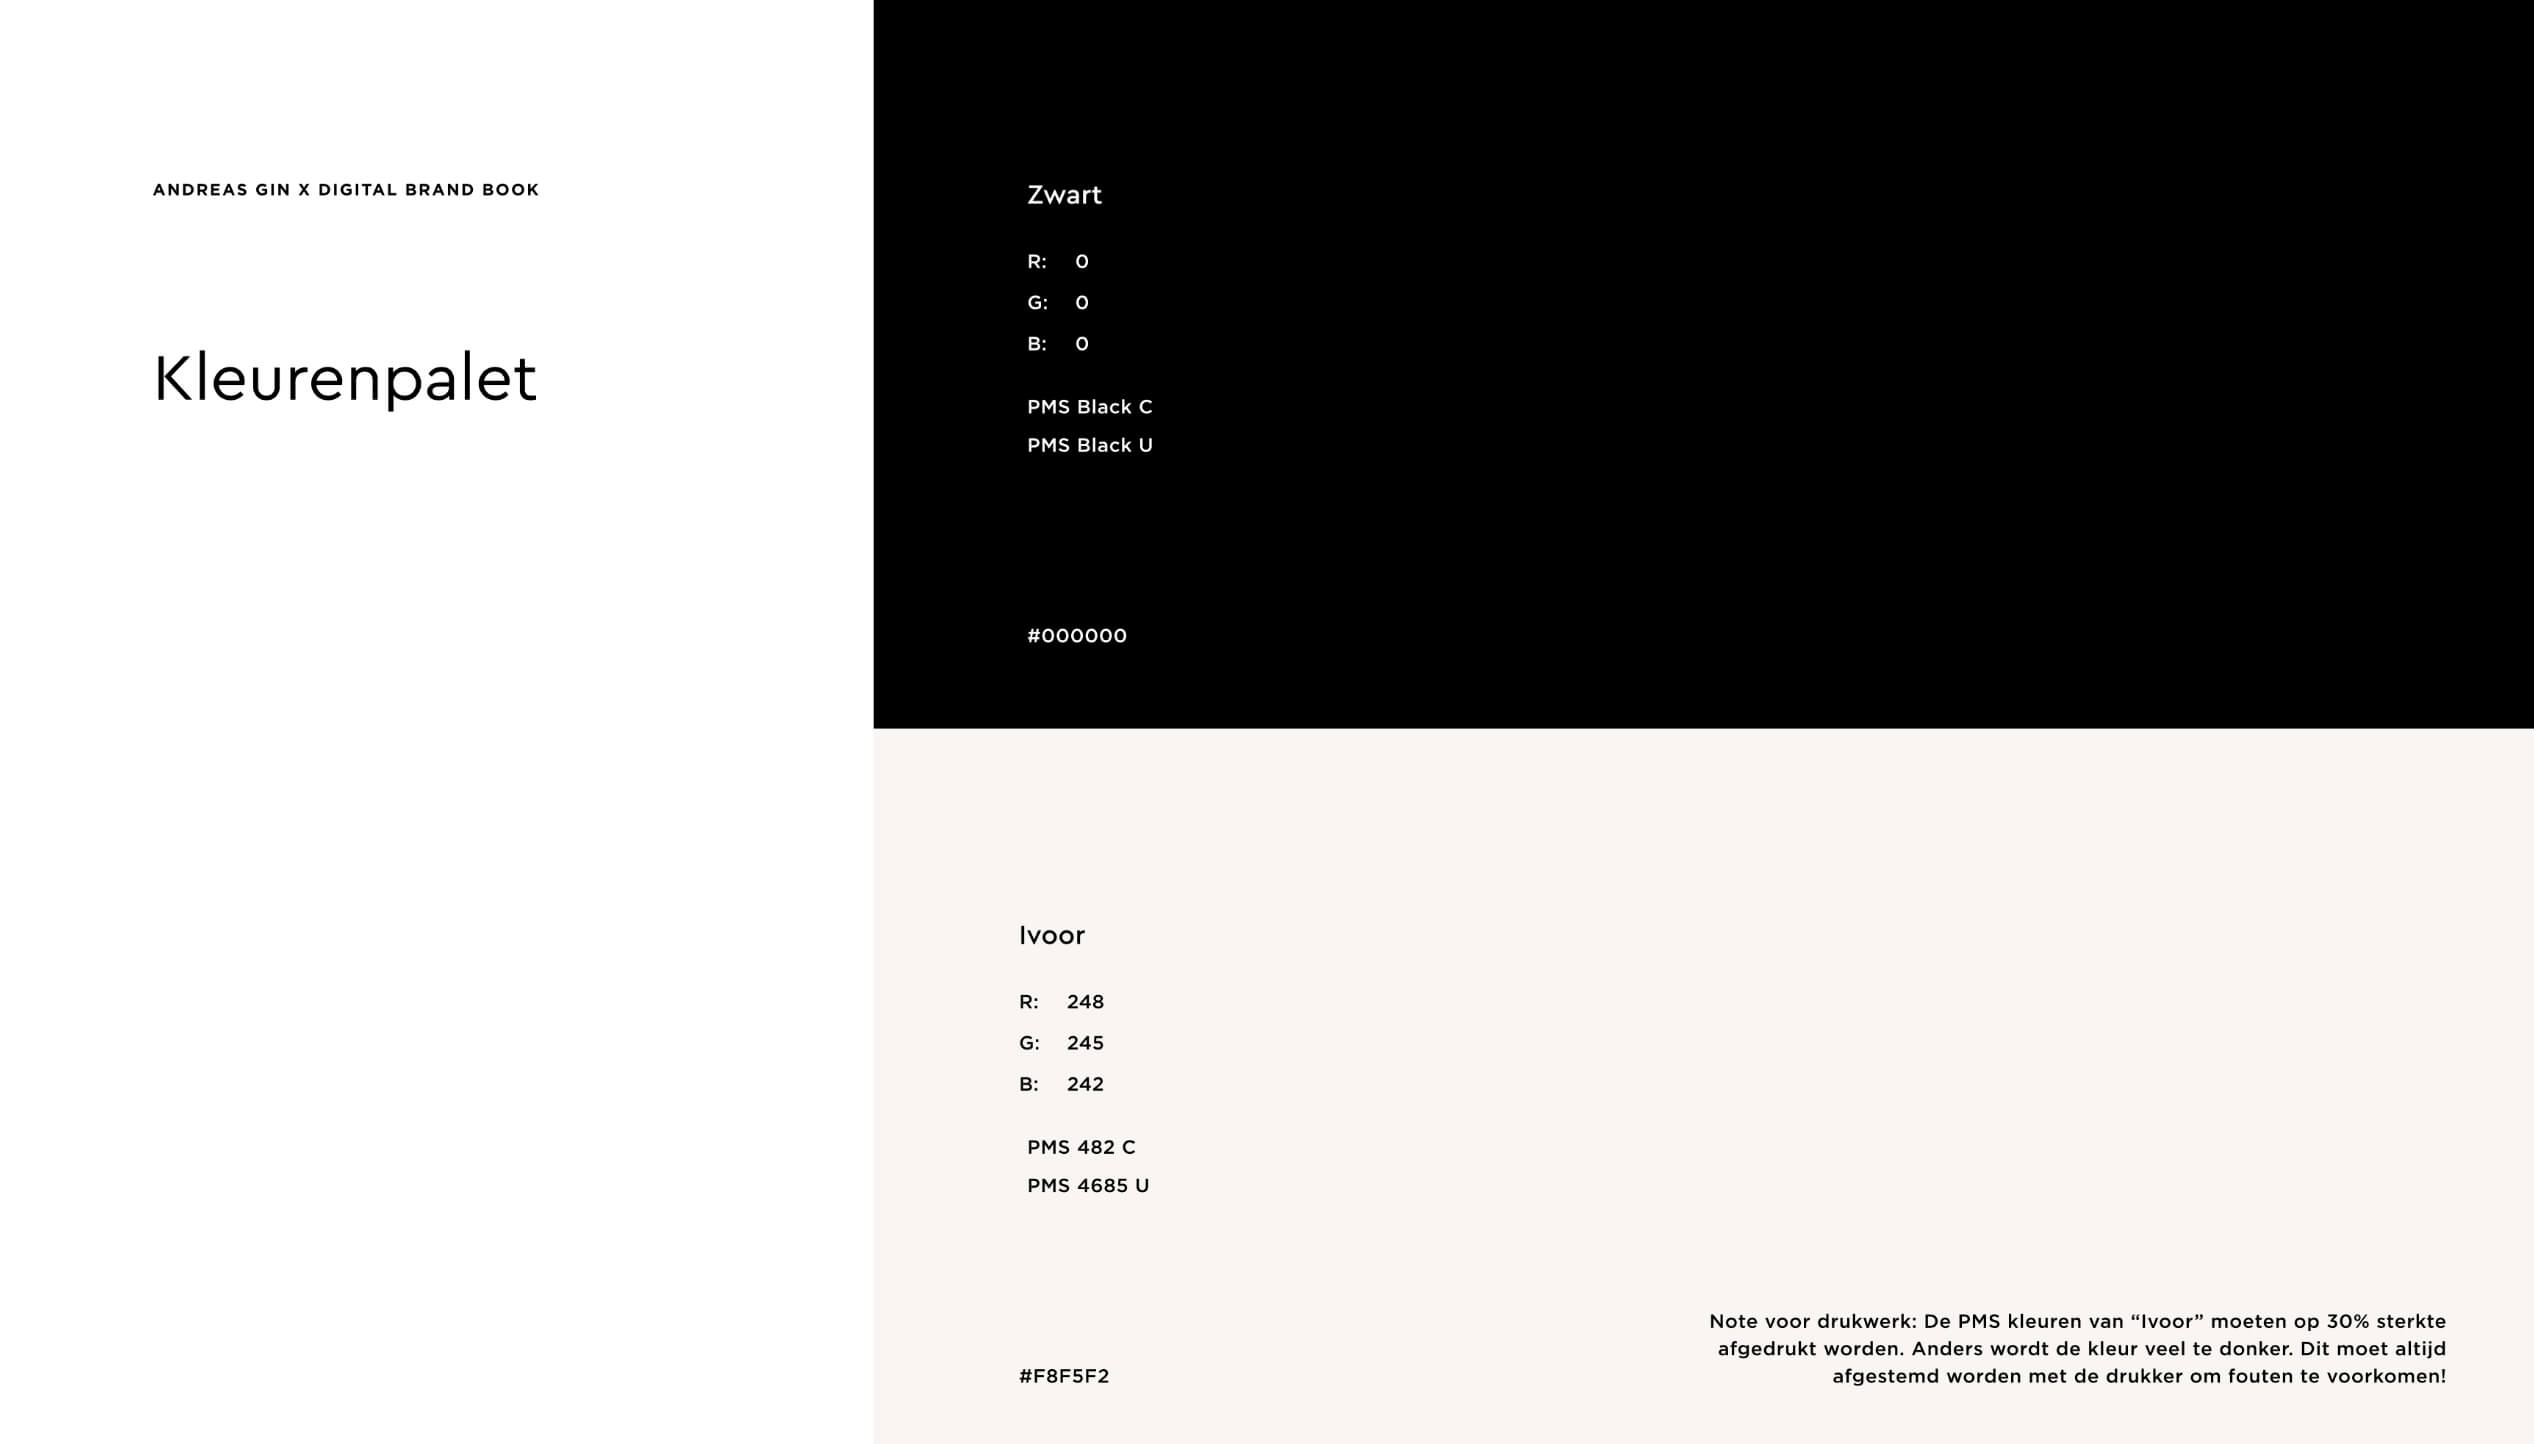 ANDREAS GIN X DIGITAL BRAND BOOK
Kleurenpalet
Zwart
R: 0
G: 0
B: 0
PMS Black C
PMS Black U
#000000
Ivoor
R: 248
G: 245
B: 242
PMS 482 C
PMS 4685 U
#F8F5F2
Note voor drukwerk: De PMS kleuren van “Ivoor” moeten op 30% sterkte
afgedrukt worden. Anders wordt de kleur veel te donker. Dit moet altijd
afgestemd worden met de drukker om fouten te voorkomen!